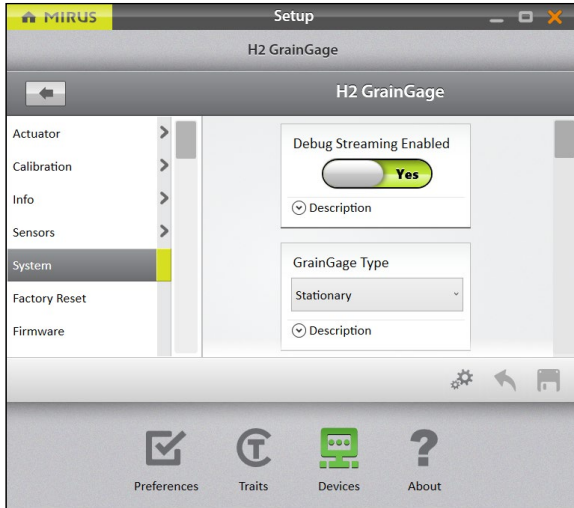 MIRUS
Setup
H2 GrainGage
H2 GrainGage
Actuator
Calibration
Info
Sensors
System
Factory Reset
Firmware
Debug Streaming Enabled
Yes
Description
GrainGage Type
Stationary
Description
Preferences
Traits
Devices
About